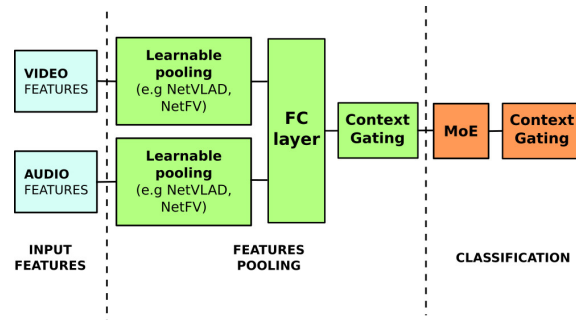 VIDEO
FEATURES
Learnable
pooling
(e.g NetVLAD,
NetFV)
AUDIO
FEATURES
Learnable
pooling
(e.g NetVLAD,
NetFV)
FC
layer
Context
Gating
MoE
Context
Gating
INPUT
FEATURES
FEATURES
POOLING
CLASSIFICATION